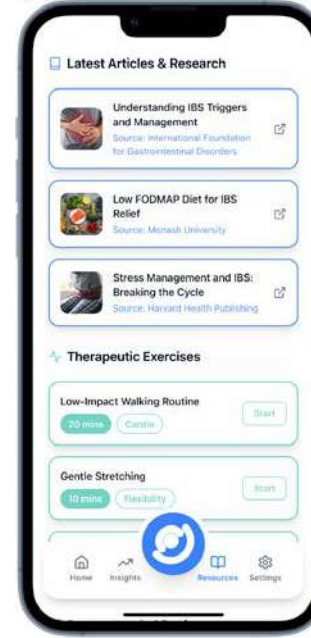 Latest Articles & Research
Understanding IBS Triggers
and Management
Source: International Foundation
for Gastrointestinal Disorders
Low FODMAP Diet for IBS
Relief
Source: Monash University
Stress Management and IBS:
Breaking the Cycle
Source: Harvard Health Publishing
Therapeutic Exercises
Low-Impact Walking Routine
20 mins Cardio Start
Gentle Stretching
10 mins Flexibility Start
Home Insights Resources Settings